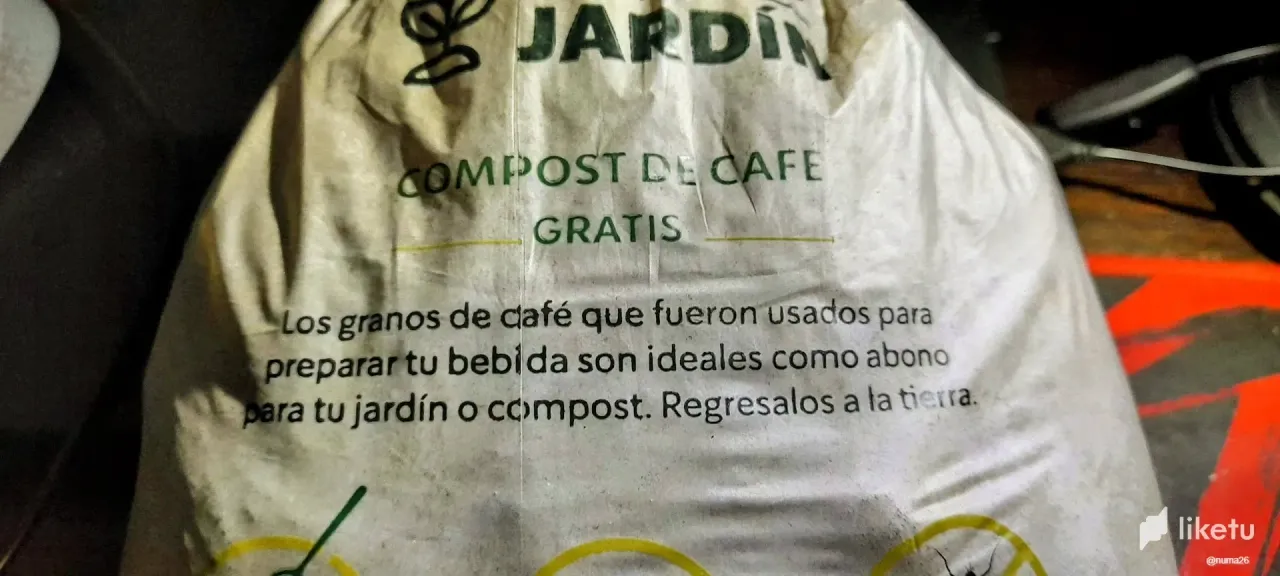 JARDÍN
COMPOST DE CAFE
GRATIS
Los granos de café que fueron usados para
preparar tu bebida son ideales como abono
para tu jardín o compost. Regresalos a la tierra.
liketu
@numa26